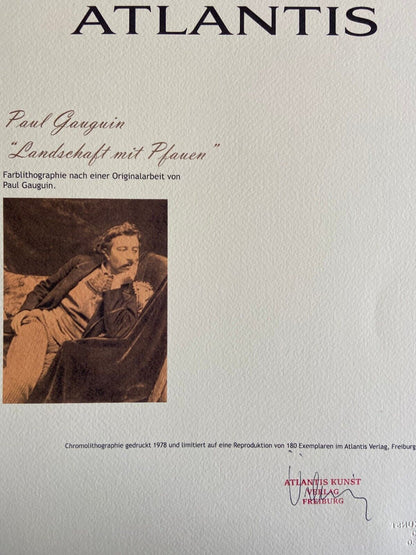 ATLANTIS
Paul Gauguin
"Landschaft mit Pfauen"
Farblithographie nach einer Originalarbeit von
Paul Gauguin.
Chromolithographie gedruckt 1978 und limitiert auf eine Reproduktion von 180 Exemplaren im Atlantis Verlag, Freiburg
ATLANTIS KUNST
VERLAG
FREIBURG